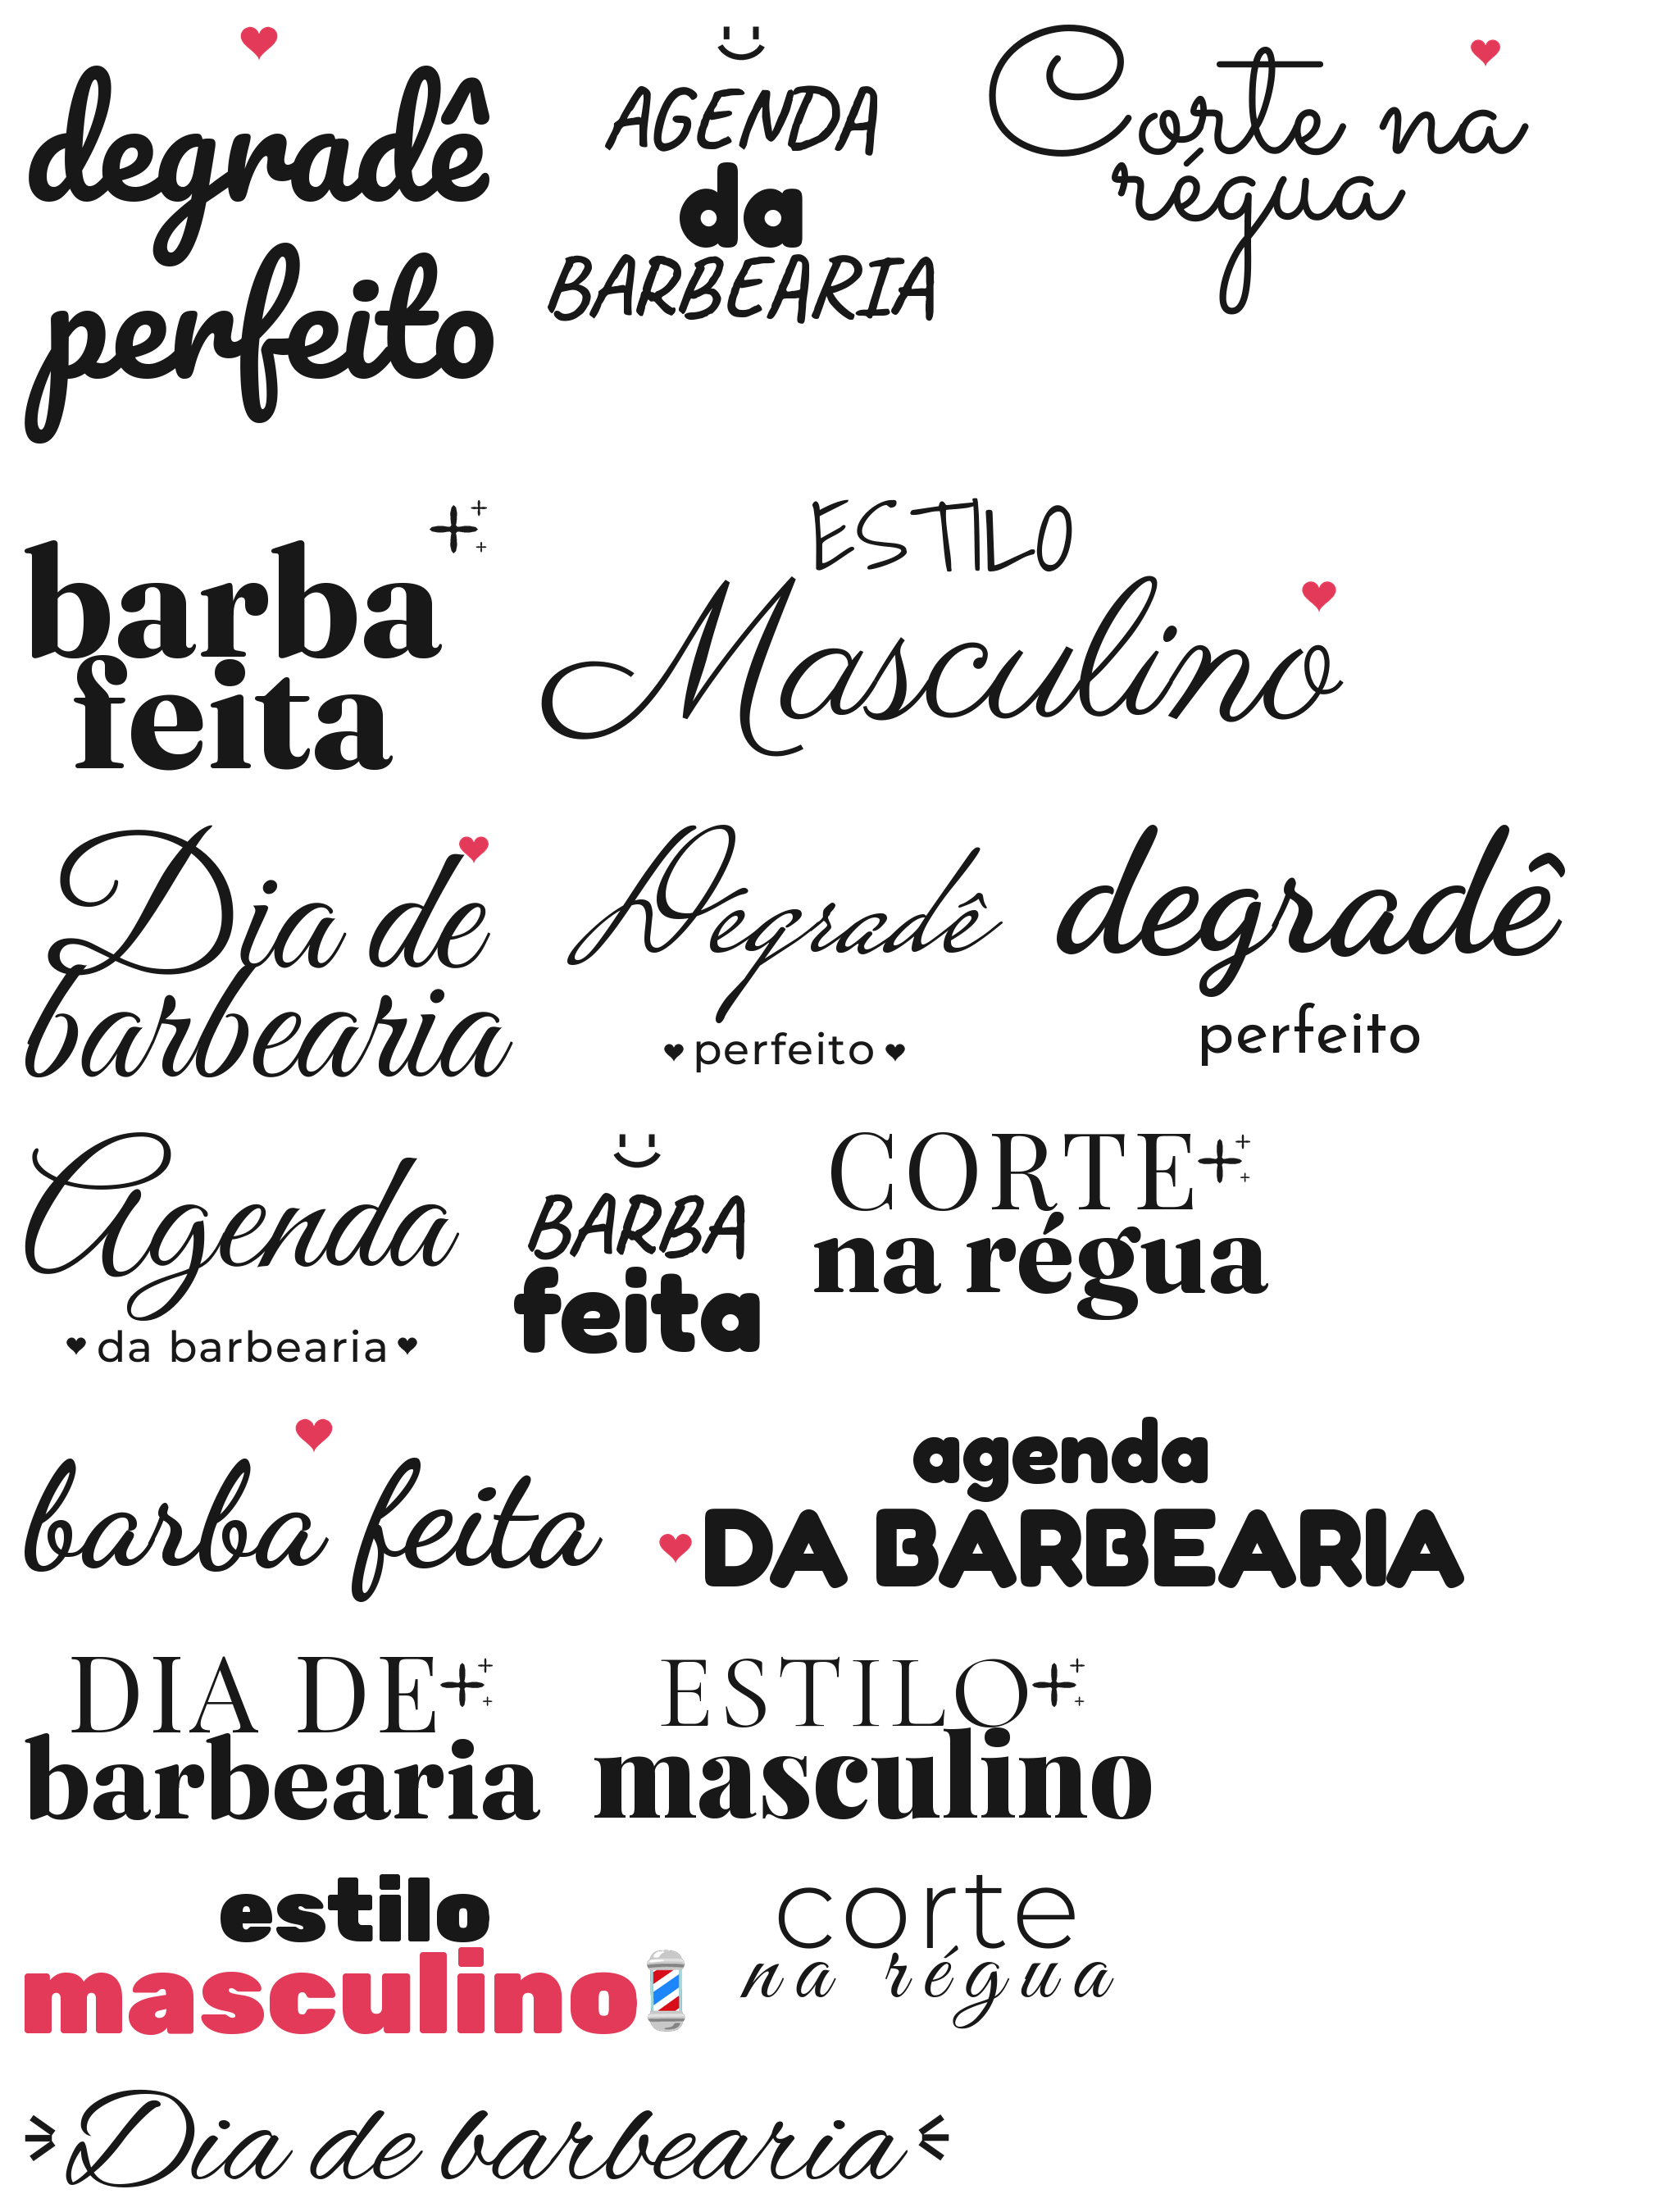 degradê
perfeito
AGENDA
da
BARBEARIA
Corte na
régua
barba
feita
ESTILO
Masculino
Dia de
barbearia
Degradê
perfeito
degradê
perfeito
Agenda
da barbearia
BARBA
feita
CORTE
na régua
barba feita
agenda
DA BARBEARIA
DIA DE
barbearia
ESTILO
masculino
estilo
masculino
corte
na régua
Dia de barbearia